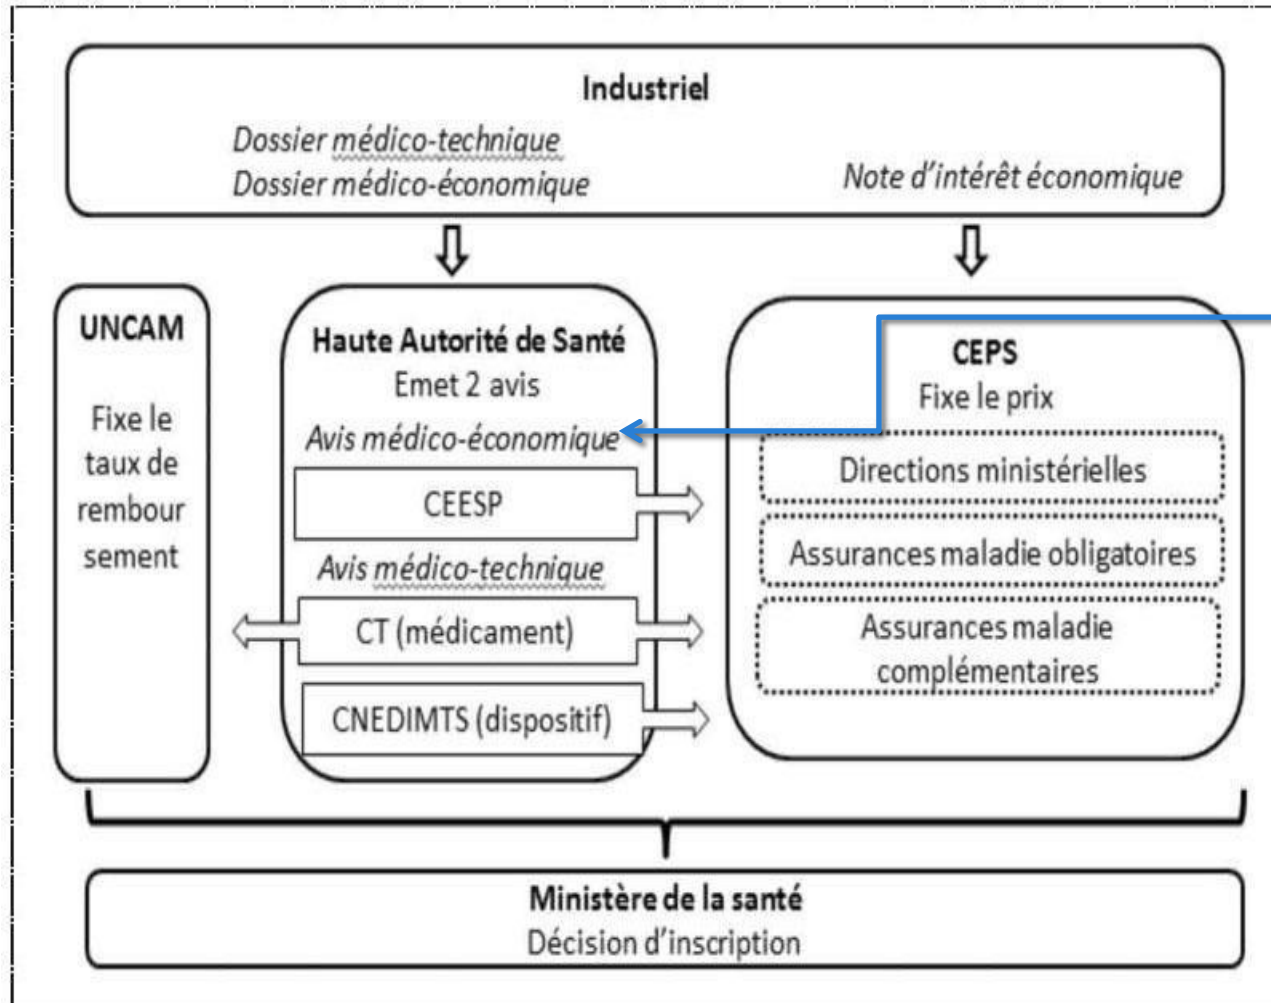 Industriel
Dossier médico-technique
Dossier médico-économique
Note d'intérêt économique
UNCAM
Fixe le
taux de
rembour
sement
Haute Autorité de Santé
Emet 2 avis
Avis médico-économique
CEESP
Avis médico-technique
CT (médicament)
CNEDIMTS (dispositif)
CEPS
Fixe le prix
Directions ministérielles
Assurances maladie obligatoires
Assurances maladie
complémentaires
Ministère de la santé
Décision d'inscription